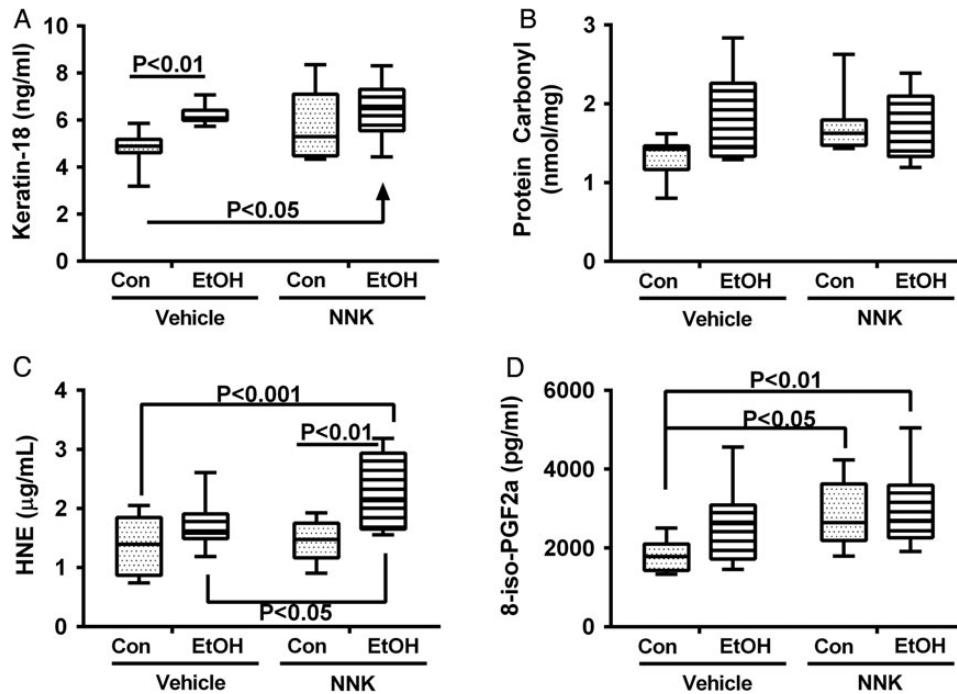 A
Keratin-18 (ng/ml)
10
8
6
4
2
0
P<0.01
P<0.05
Con EtOH Con EtOH
Vehicle NNK
B
Protein Carbonyl
(nmol/mg)
3
2
1
0
Con EtOH Con EtOH
Vehicle NNK
C
HNE (µg/mL)
4
3
2
1
0
P<0.001
P<0.01
P<0.05
Con EtOH Con EtOH
Vehicle NNK
D
8-iso-PGF2a (pg/ml)
6000
4000
2000
0
P<0.01
P<0.05
Con EtOH Con EtOH
Vehicle NNK